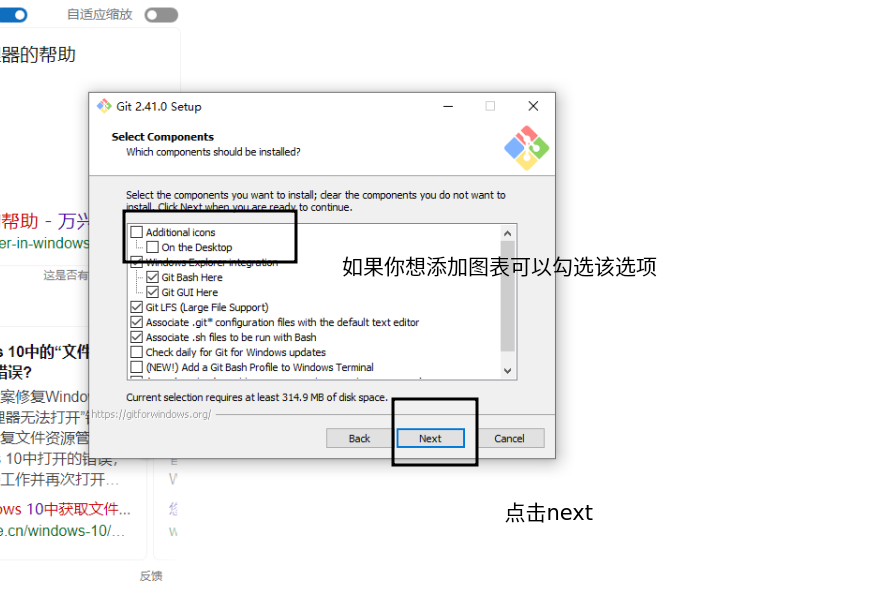 自适应缩放
器的帮助
Git 2.41.0 Setup
Select Components
Which components should be installed?
Select the components you want to install; clear the components you do not want to
install. Click Next when you are ready to continue.
帮助 - 万兴
er-in-windows
这是否有
Additional icons
On the Desktop
Windows Explorer integration
如果你想添加图表可以勾选该选项
Git Bash Here
Git GUI Here
Git LFS (Large File Support)
Associate .git* configuration files with the default text editor
Associate .sh files to be run with Bash
Check daily for Git for Windows updates
(NEW!) Add a Git Bash Profile to Windows Terminal
Current selection requires at least 314.9 MB of disk space.
https://gitforwindows.org/
Back
Next
Cancel
s 10中的“文件
错误?
案修复Windo
理器无法打开"
复文件资源管
10中打开的错误,
工作并再次打开...
ows 10中获取文件...
e.cn/windows-10/...
点击next
反馈